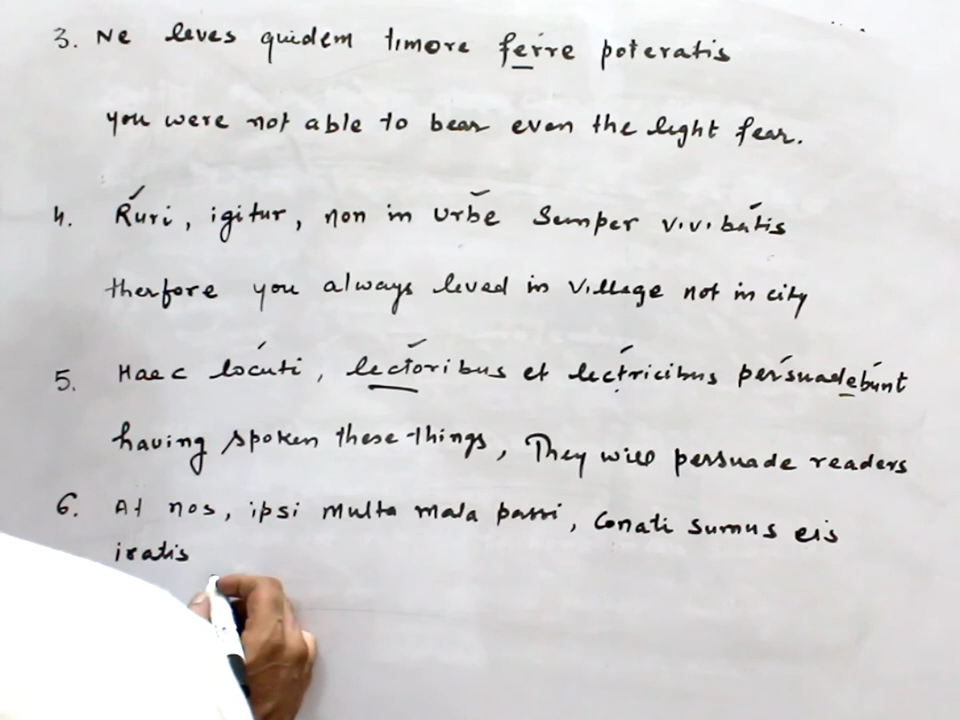 3. Ne leves quidem timore ferre poteratis
you were not able to bear even the light fear.
4. Ruri, igitur, non in urbe Semper vivibatis
therfore you always lived in village not in city
5. Haec locuti, lectoribus et lectricibus persuadebunt
having spoken these things, They will persuade readers
6. At nos, ipsi multa mala passi, Conati sumus eis
iratis